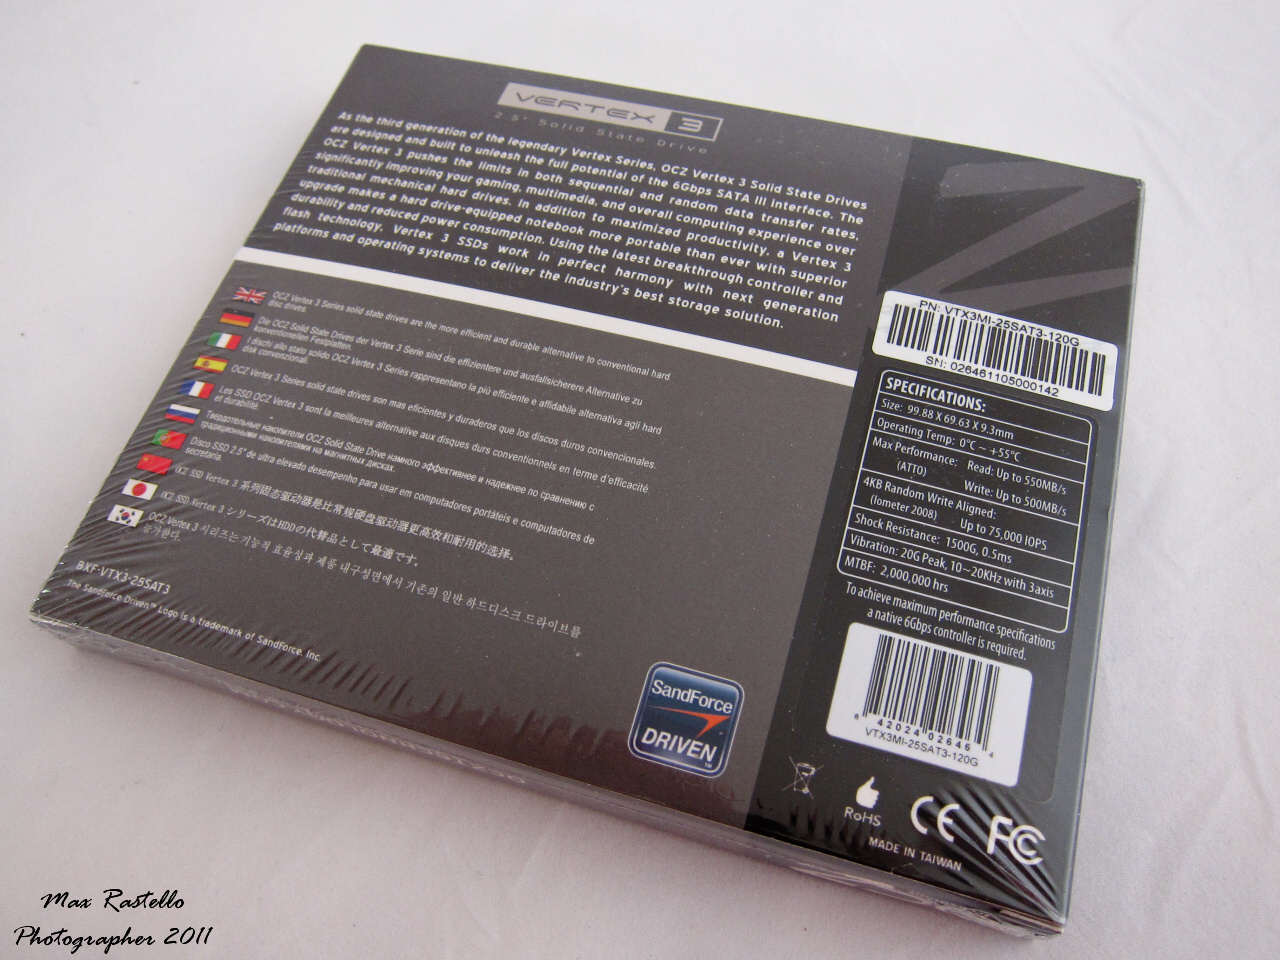 VERTEX 3
2.5" Solid State Drive
As the third generation of the legendary Vertex Series, OCZ Vertex 3 Solid State Drives
are designed and built to unleash the full potential of the 6Gbps SATA III interface. The
OCZ Vertex 3 pushes the limits in both sequential and random data transfer rates,
significantly improving your gaming, multimedia, and overall computing experience over
traditional mechanical hard drives. In addition to maximized productivity, a Vertex 3
upgrade makes a hard drive-equipped notebook more portable than ever with superior
durability and reduced power consumption. Using the latest breakthrough controller and
flash technology, Vertex 3 SSDs work in perfect harmony with next generation
platforms and operating systems to deliver the industry's best storage solution.
OCZ Vertex 3 Series solid state drives are the more efficient and durable alternative to conventional hard
disc drives.
Die OCZ Solid State Drives der Vertex 3 Serie sind die effizientere und ausfallsicherere Alternative zu
konventionellen Festplatten.
I dischi allo stato solido OCZ Vertex 3 Series rappresentano la più efficiente e affidabile alternativa agli hard
disk convenzionali.
OCZ Vertex 3 Series solid state drives son mas eficientes y duraderos que los discos duros convencionales.
Les SSD OCZ Vertex 3 sont la meilleures alternative aux disques durs conventionnels en terme d'efficacité
et durabilité.
Твердотельные накопители OCZ Solid State Drive намного эффективнее и надежнее по сравнению с
традиционными накопителями на магнитных дисках.
Disco SSD 2.5" de ultra elevado desempenho para usar em computadores portáteis e computadores de
secretaria
OCZ SSD Vertex 3 系列固态驱动器是比常规硬盘驱动器更高效和耐用的选择。
OCZ SSD Vertex 3 シリーズはHDDの代替品として最適です。
OCZ Vertex 3 시리즈는 기능적 효율성과 제품 내구성면에서 기존의 일반 하드디스크 드라이브를
능가한다.
BXF-VTX3-25SAT3
The SandForce Driven™ Logo is a trademark of SandForce, Inc.
SandForce
DRIVEN™
PN: VTX3MI-25SAT3-120G
SN: 026461105000142
SPECIFICATIONS:
Size: 99.88 X 69.63 X 9.3mm
Operating Temp: 0°C ~ +55°C
Max Performance: Read: Up to 550MB/s
(ATTO) Write: Up to 500MB/s
4KB Random Write Aligned:
(Iometer 2008) Up to 75,000 IOPS
Shock Resistance: 1500G, 0.5ms
Vibration: 20G Peak, 10~20KHz with 3axis
MTBF: 2,000,000 hrs
To achieve maximum performance specifications
a native 6Gbps controller is required.
8 42024 02646 4
VTX3MI-25SAT3-120G
RoHS
CE
FC
MADE IN TAIWAN
Max Rastello
Photographer 2011